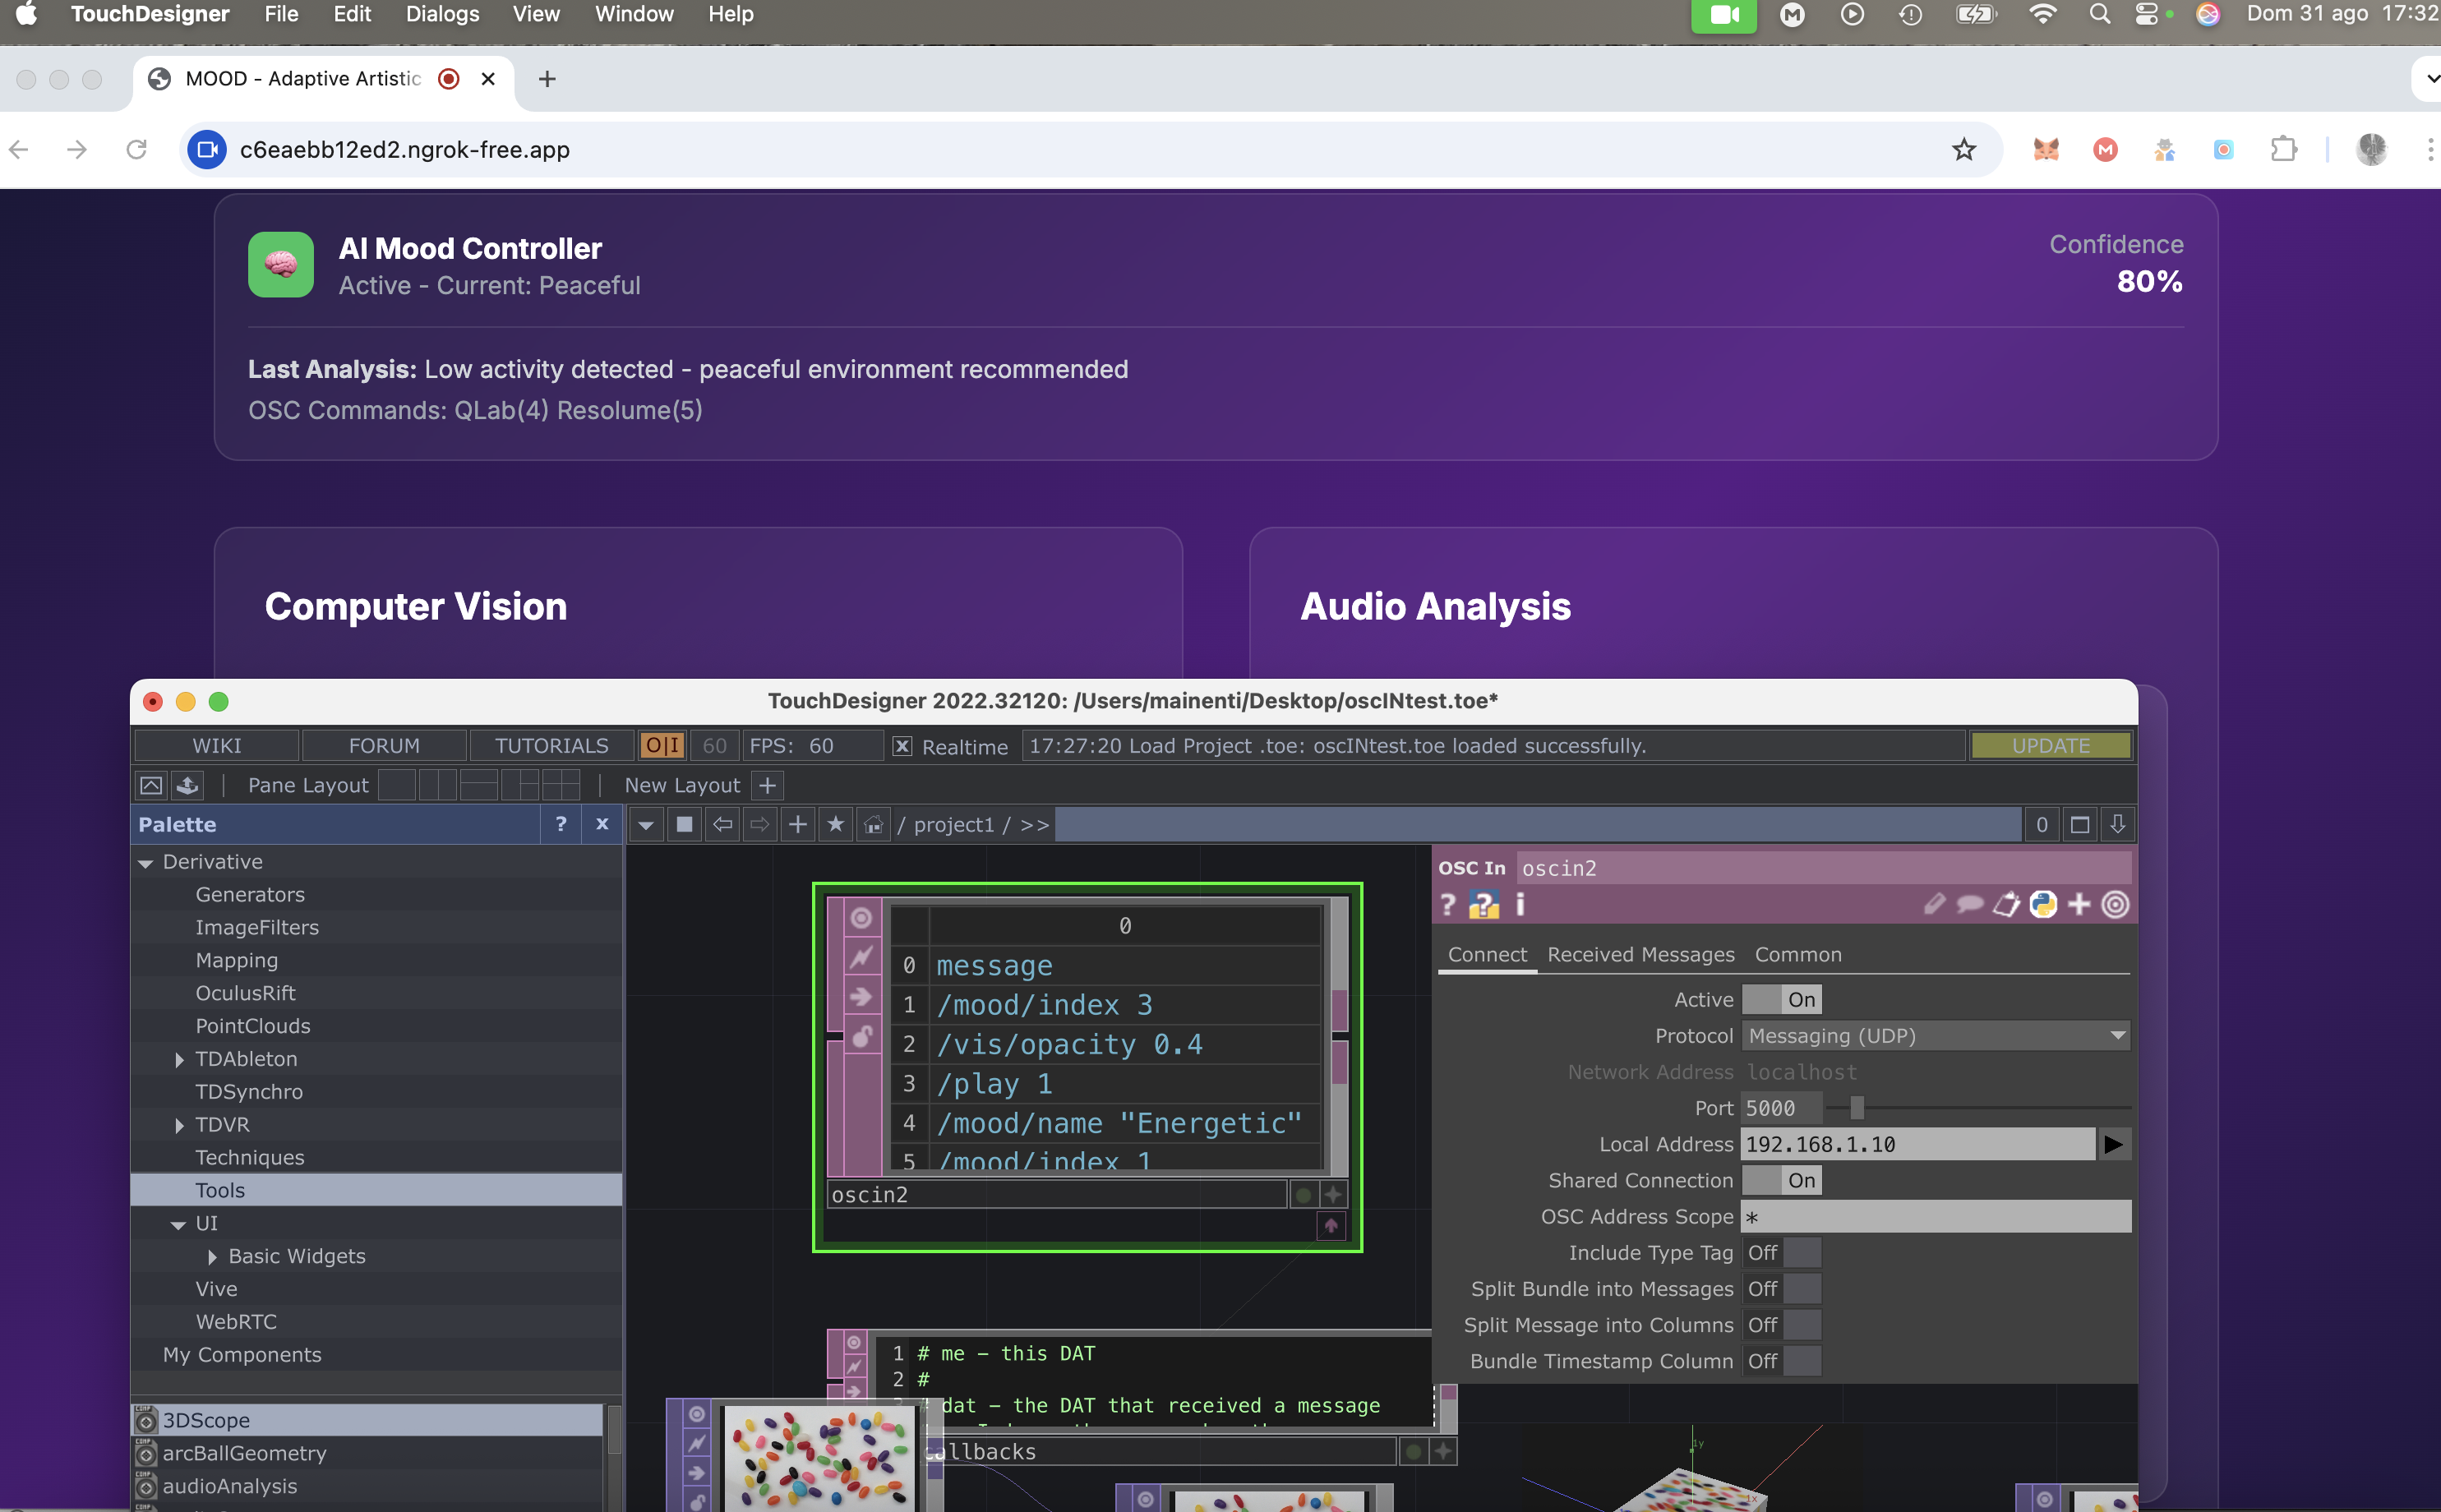 TouchDesigner File Edit Dialogs View Window Help Dom 31 ago 17:32
MOOD - Adaptive Artistic
c6eaebb12ed2.ngrok-free.app
AI Mood Controller
Active - Current: Peaceful
Confidence
80%
Last Analysis: Low activity detected - peaceful environment recommended
OSC Commands: QLab(4) Resolume(5)
Computer Vision
Audio Analysis
TouchDesigner 2022.32120: /Users/mainenti/Desktop/oscINtest.toe*
WIKI FORUM TUTORIALS O|I 60 FPS: 60 X Realtime 17:27:20 Load Project .toe: oscINtest.toe loaded successfully. UPDATE
Pane Layout New Layout +
Palette ? x / project1 / >> 0
Derivative
Generators
ImageFilters
Mapping
OculusRift
PointClouds
TDAbleton
TDSynchro
TDVR
Techniques
Tools
UI
Basic Widgets
Vive
WebRTC
My Components
3DScope
arcBallGeometry
audioAnalysis
0
0 message
1 /mood/index 3
2 /vis/opacity 0.4
3 /play 1
4 /mood/name "Energetic"
5 /mood/index 1
oscin2
1 # me - this DAT
2 #
dat - the DAT that received a message
callbacks
OSC In oscin2
? ? i
Connect Received Messages Common
Active On
Protocol Messaging (UDP)
Network Address localhost
Port 5000
Local Address 192.168.1.10
Shared Connection On
OSC Address Scope *
Include Type Tag Off
Split Bundle into Messages Off
Split Message into Columns Off
Bundle Timestamp Column Off